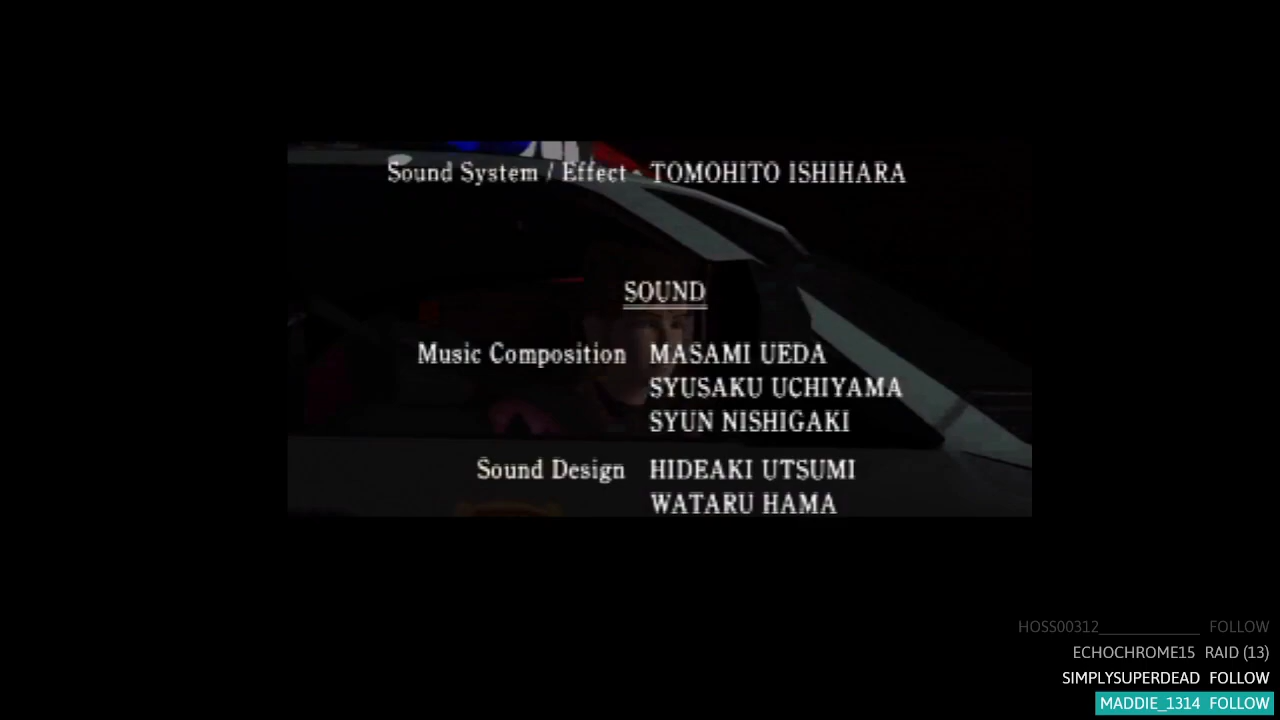 Sound System / Effect TOMOHITO ISHIHARA
SOUND
Music Composition MASAMI UEDA
SYUSAKU UCHIYAMA
SYUN NISHIGAKI
Sound Design HIDEAKI UTSUMI
WATARU HAMA
HOSS00312____________ FOLLOW
ECHOCHROME15 RAID (13)
SIMPLYSUPERDEAD FOLLOW
MADDIE_1314 FOLLOW